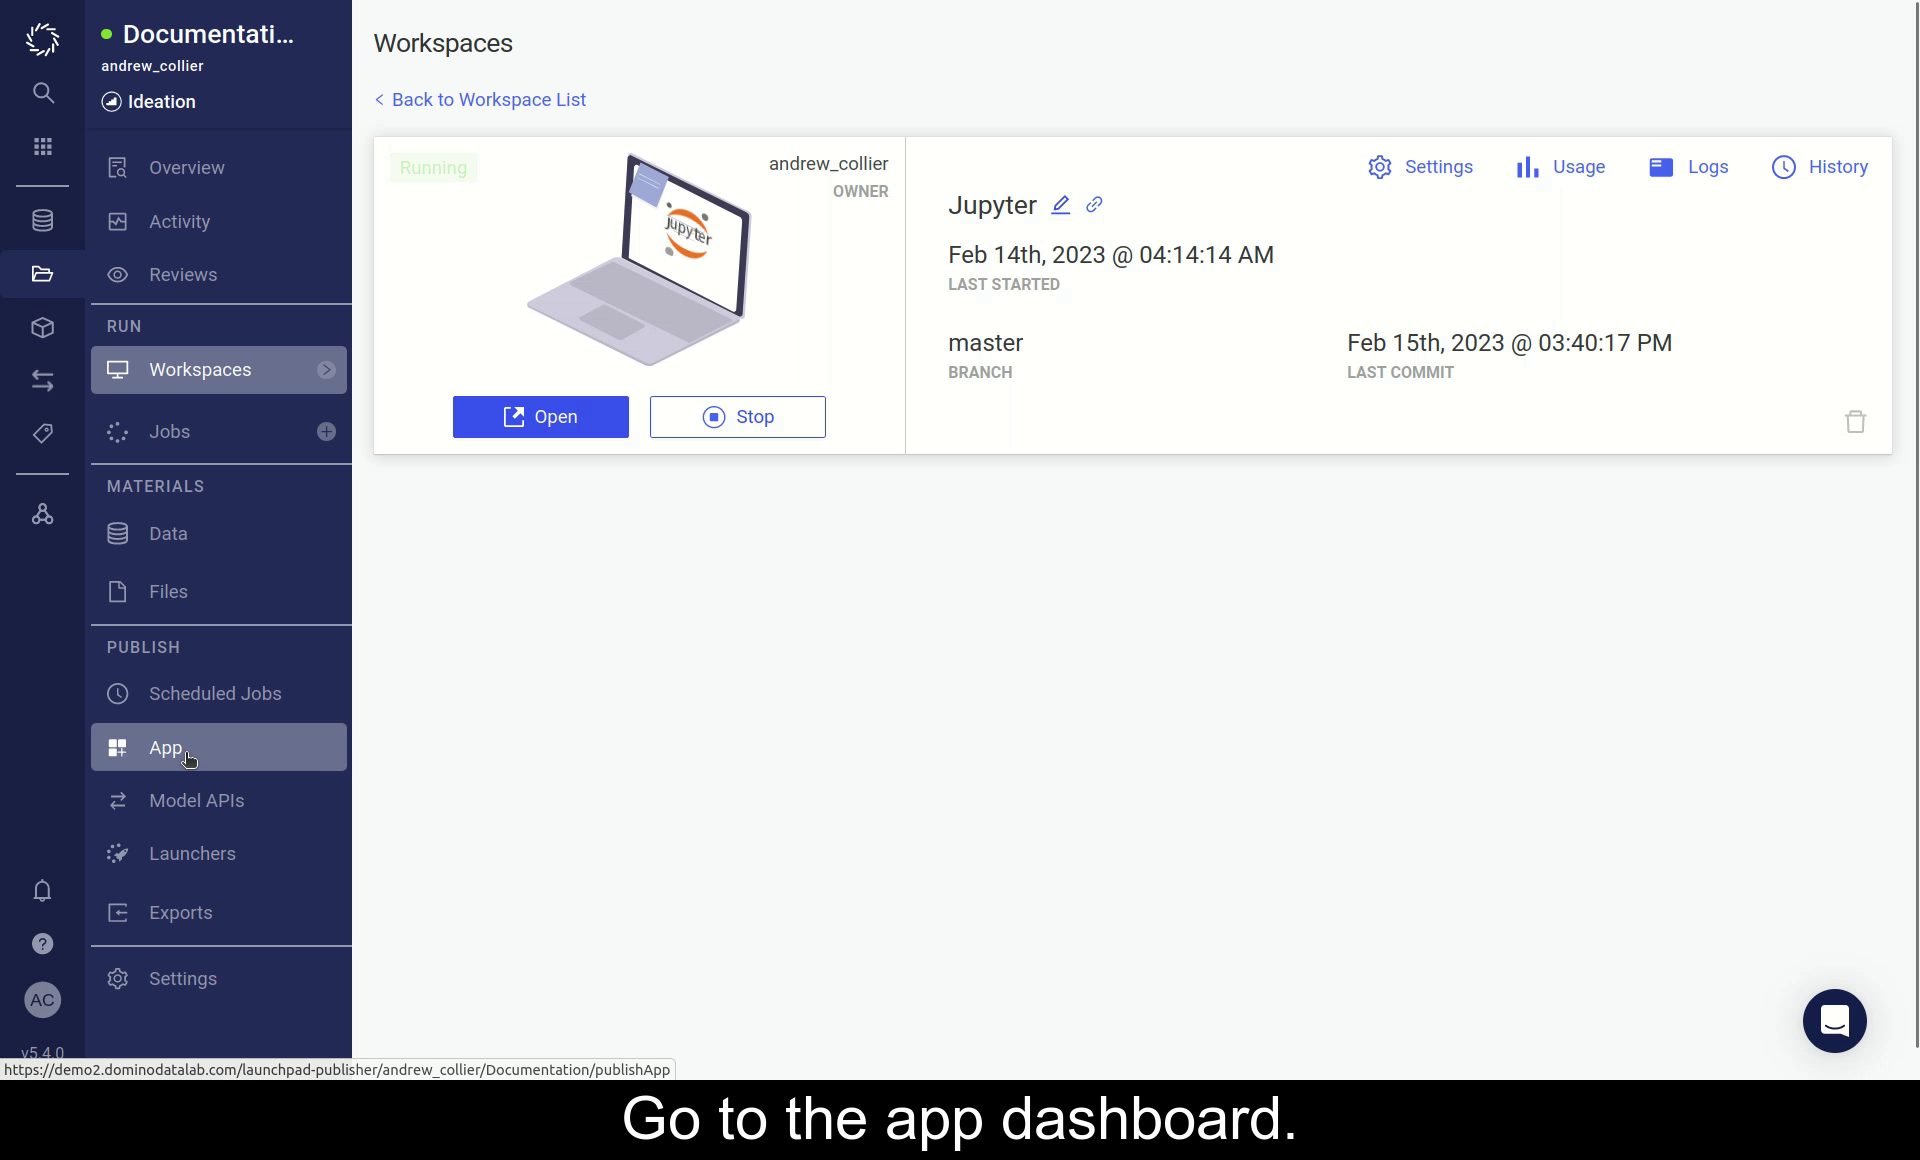 Documentati...
andrew_collier
Ideation
Overview
Activity
Reviews
RUN
Workspaces
Jobs
MATERIALS
Data
Files
PUBLISH
Scheduled Jobs
App
Model APIs
Launchers
Exports
Settings
AC
v5.4.0
Workspaces
< Back to Workspace List
Running
andrew_collier
OWNER
jupyter
Open
Stop
Settings
Usage
Logs
History
Jupyter
Feb 14th, 2023 @ 04:14:14 AM
LAST STARTED
master
BRANCH
Feb 15th, 2023 @ 03:40:17 PM
LAST COMMIT
https://demo2.dominodatalab.com/launchpad-publisher/andrew_collier/Documentation/publishApp
Go to the app dashboard.